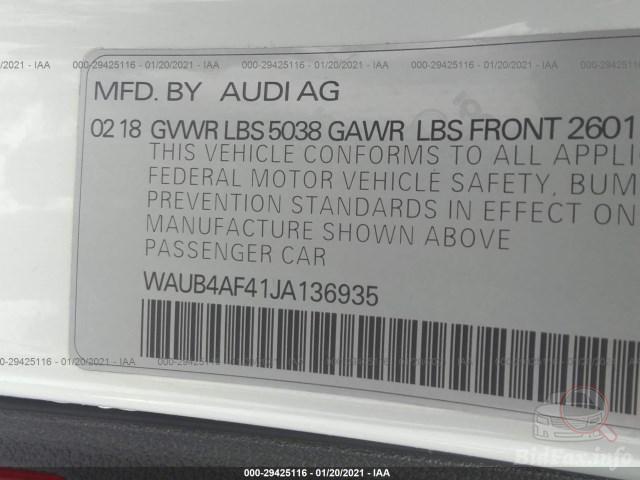 000-29425116 - 01/20/2021 - IAA
000-29425116 - 01/20/2021 - IAA
MFD. BY AUDI AG
02 18 GVWR LBS 5038 GAWR LBS FRONT 2601
THIS VEHICLE CONFORMS TO ALL APPLIC
FEDERAL MOTOR VEHICLE SAFETY, BUM
PREVENTION STANDARDS IN EFFECT ON
MANUFACTURE SHOWN ABOVE
PASSENGER CAR
WAUB4AF41JA136935
000-29425116 - 01/20/2021 - IAA
000-29425116 - 01/20/2021 - IAA
000-29425116 - 01/20/2021 - IAA
BidFax.info
000-29425116 - 01/20/2021 - IAA